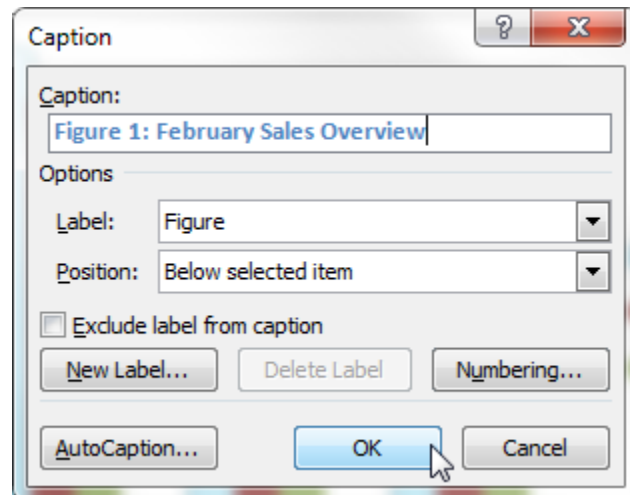 Caption
Caption:
Figure 1: February Sales Overview
Options
Label: Figure
Position: Below selected item
Exclude label from caption
New Label... Delete Label Numbering...
AutoCaption... OK Cancel